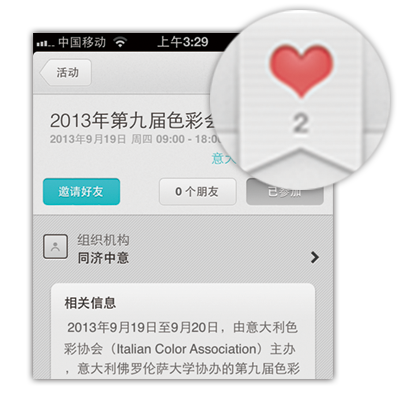 中国移动 上午3:29
活动
2013年第九届色彩
2013年9月19日 周四 09:00 - 18:00
意大
邀请好友 0 个朋友 已参加
2
组织机构
同济中意
相关信息
2013年9月19日至9月20日，由意大利色
彩协会（Italian Color Association）主办
，意大利佛罗伦萨大学协办的第九届色彩